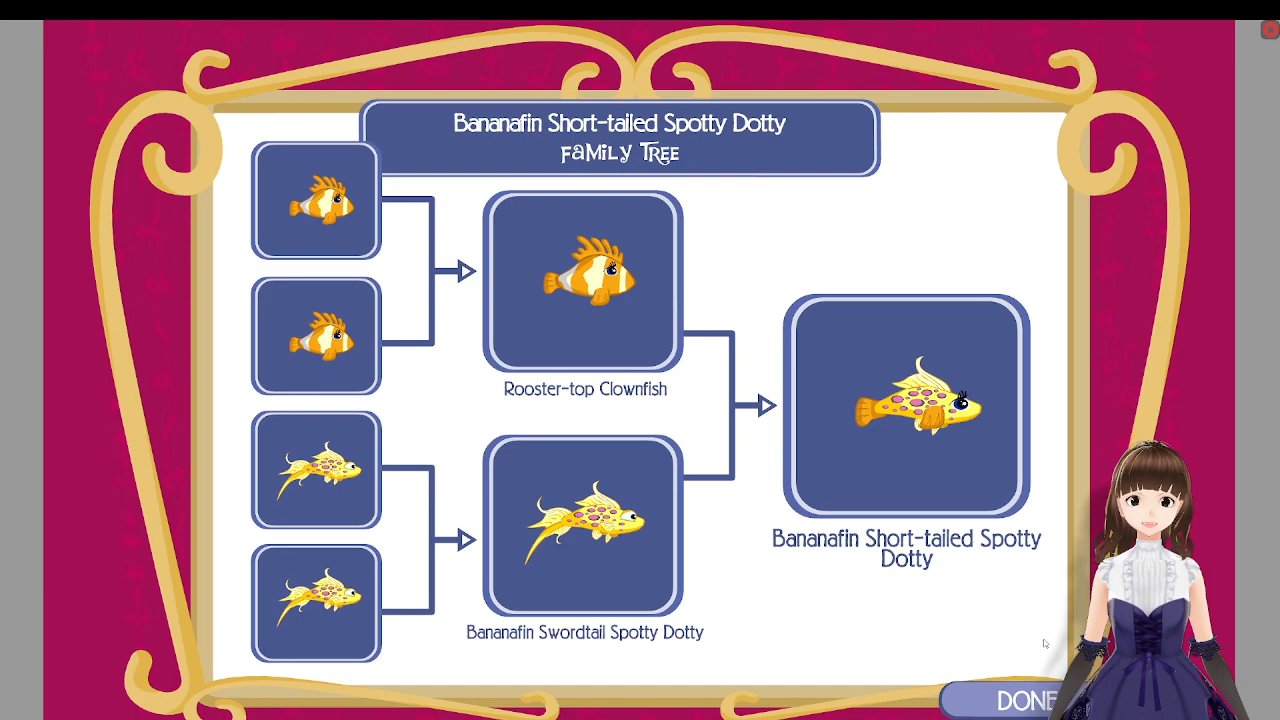 Bananafin Short-tailed Spotty Dotty
FaMiLY TREE
Rooster-top Clownfish
Bananafin Short-tailed Spotty
Dotty
Bananafin Swordtail Spotty Dotty
DONE